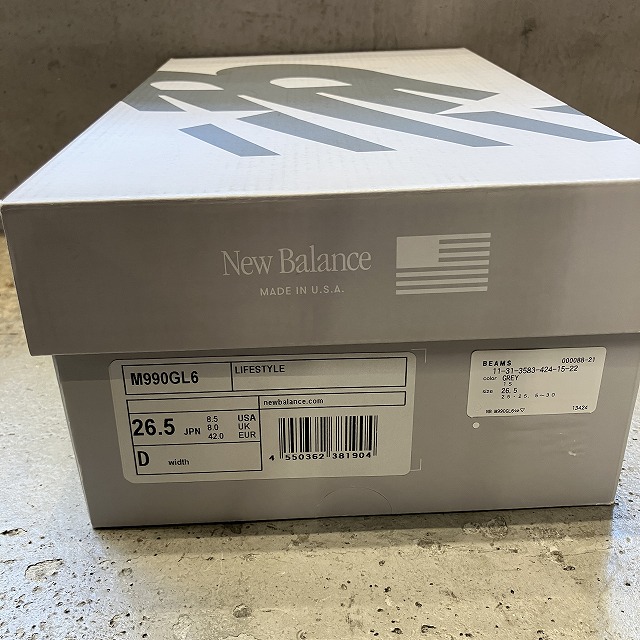 New Balance
MADE IN U.S.A.
M990GL6
LIFESTYLE
newbalance.com
26.5 JPN
8.5 USA
8.0 UK
42.0 EUR
D width
4 550362 381904
BEAMS 000088-21
11-31-3583-424-15-22
color GREY
15
size 26.5
13424